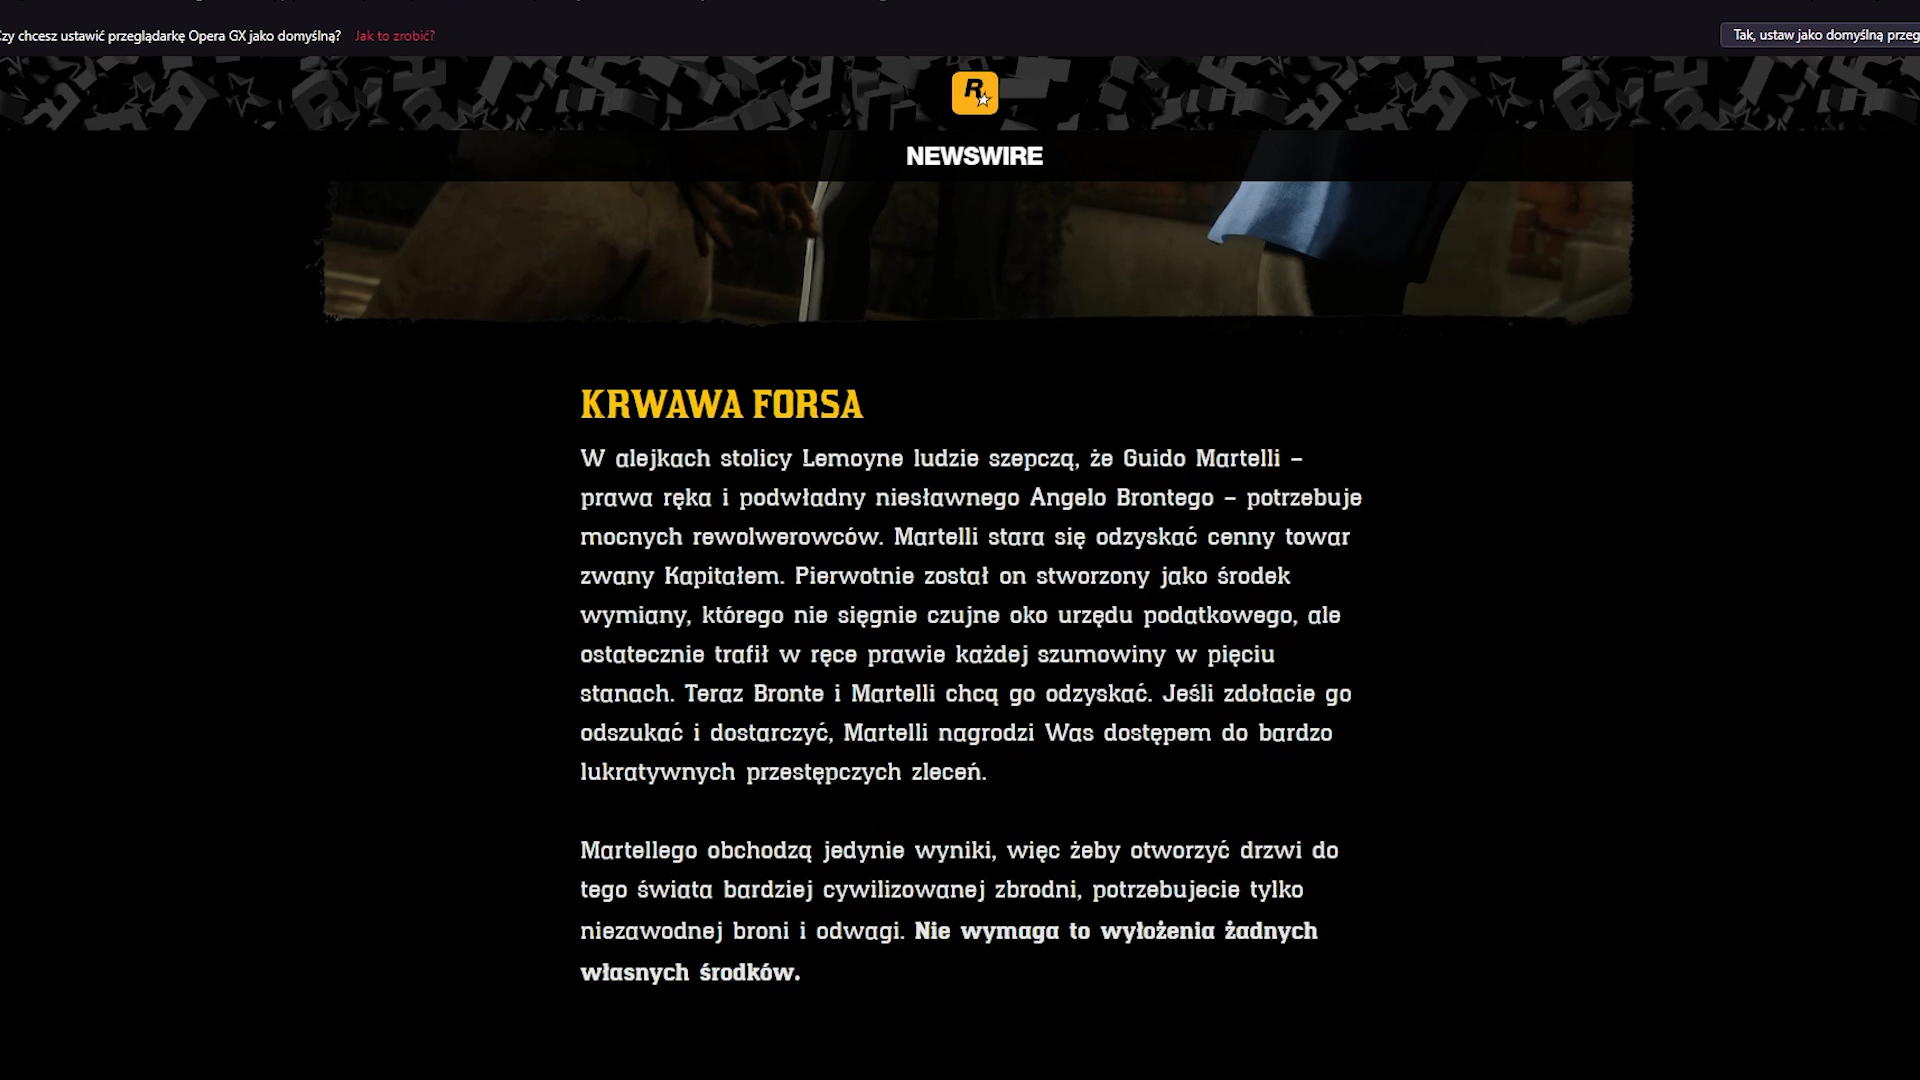 zy chcesz ustawić przeglądarkę Opera GX jako domyślną? Jak to zrobić?
Tak, ustaw jako domyślną przeg
R
NEWSWIRE
KRWAWA FORSA
W alejkach stolicy Lemoyne ludzie szepczą, że Guido Martelli –
prawa ręka i podwładny niesławnego Angelo Brontego – potrzebuje
mocnych rewolwerowców. Martelli stara się odzyskać cenny towar
zwany Kapitałem. Pierwotnie został on stworzony jako środek
wymiany, którego nie sięgnie czujne oko urzędu podatkowego, ale
ostatecznie trafił w ręce prawie każdej szumowiny w pięciu
stanach. Teraz Bronte i Martelli chcą go odzyskać. Jeśli zdołacie go
odszukać i dostarczyć, Martelli nagrodzi Was dostępem do bardzo
lukratywnych przestępczych zleceń.
Martellego obchodzą jedynie wyniki, więc żeby otworzyć drzwi do
tego świata bardziej cywilizowanej zbrodni, potrzebujecie tylko
niezawodnej broni i odwagi. Nie wymaga to wyłożenia żadnych
własnych środków.